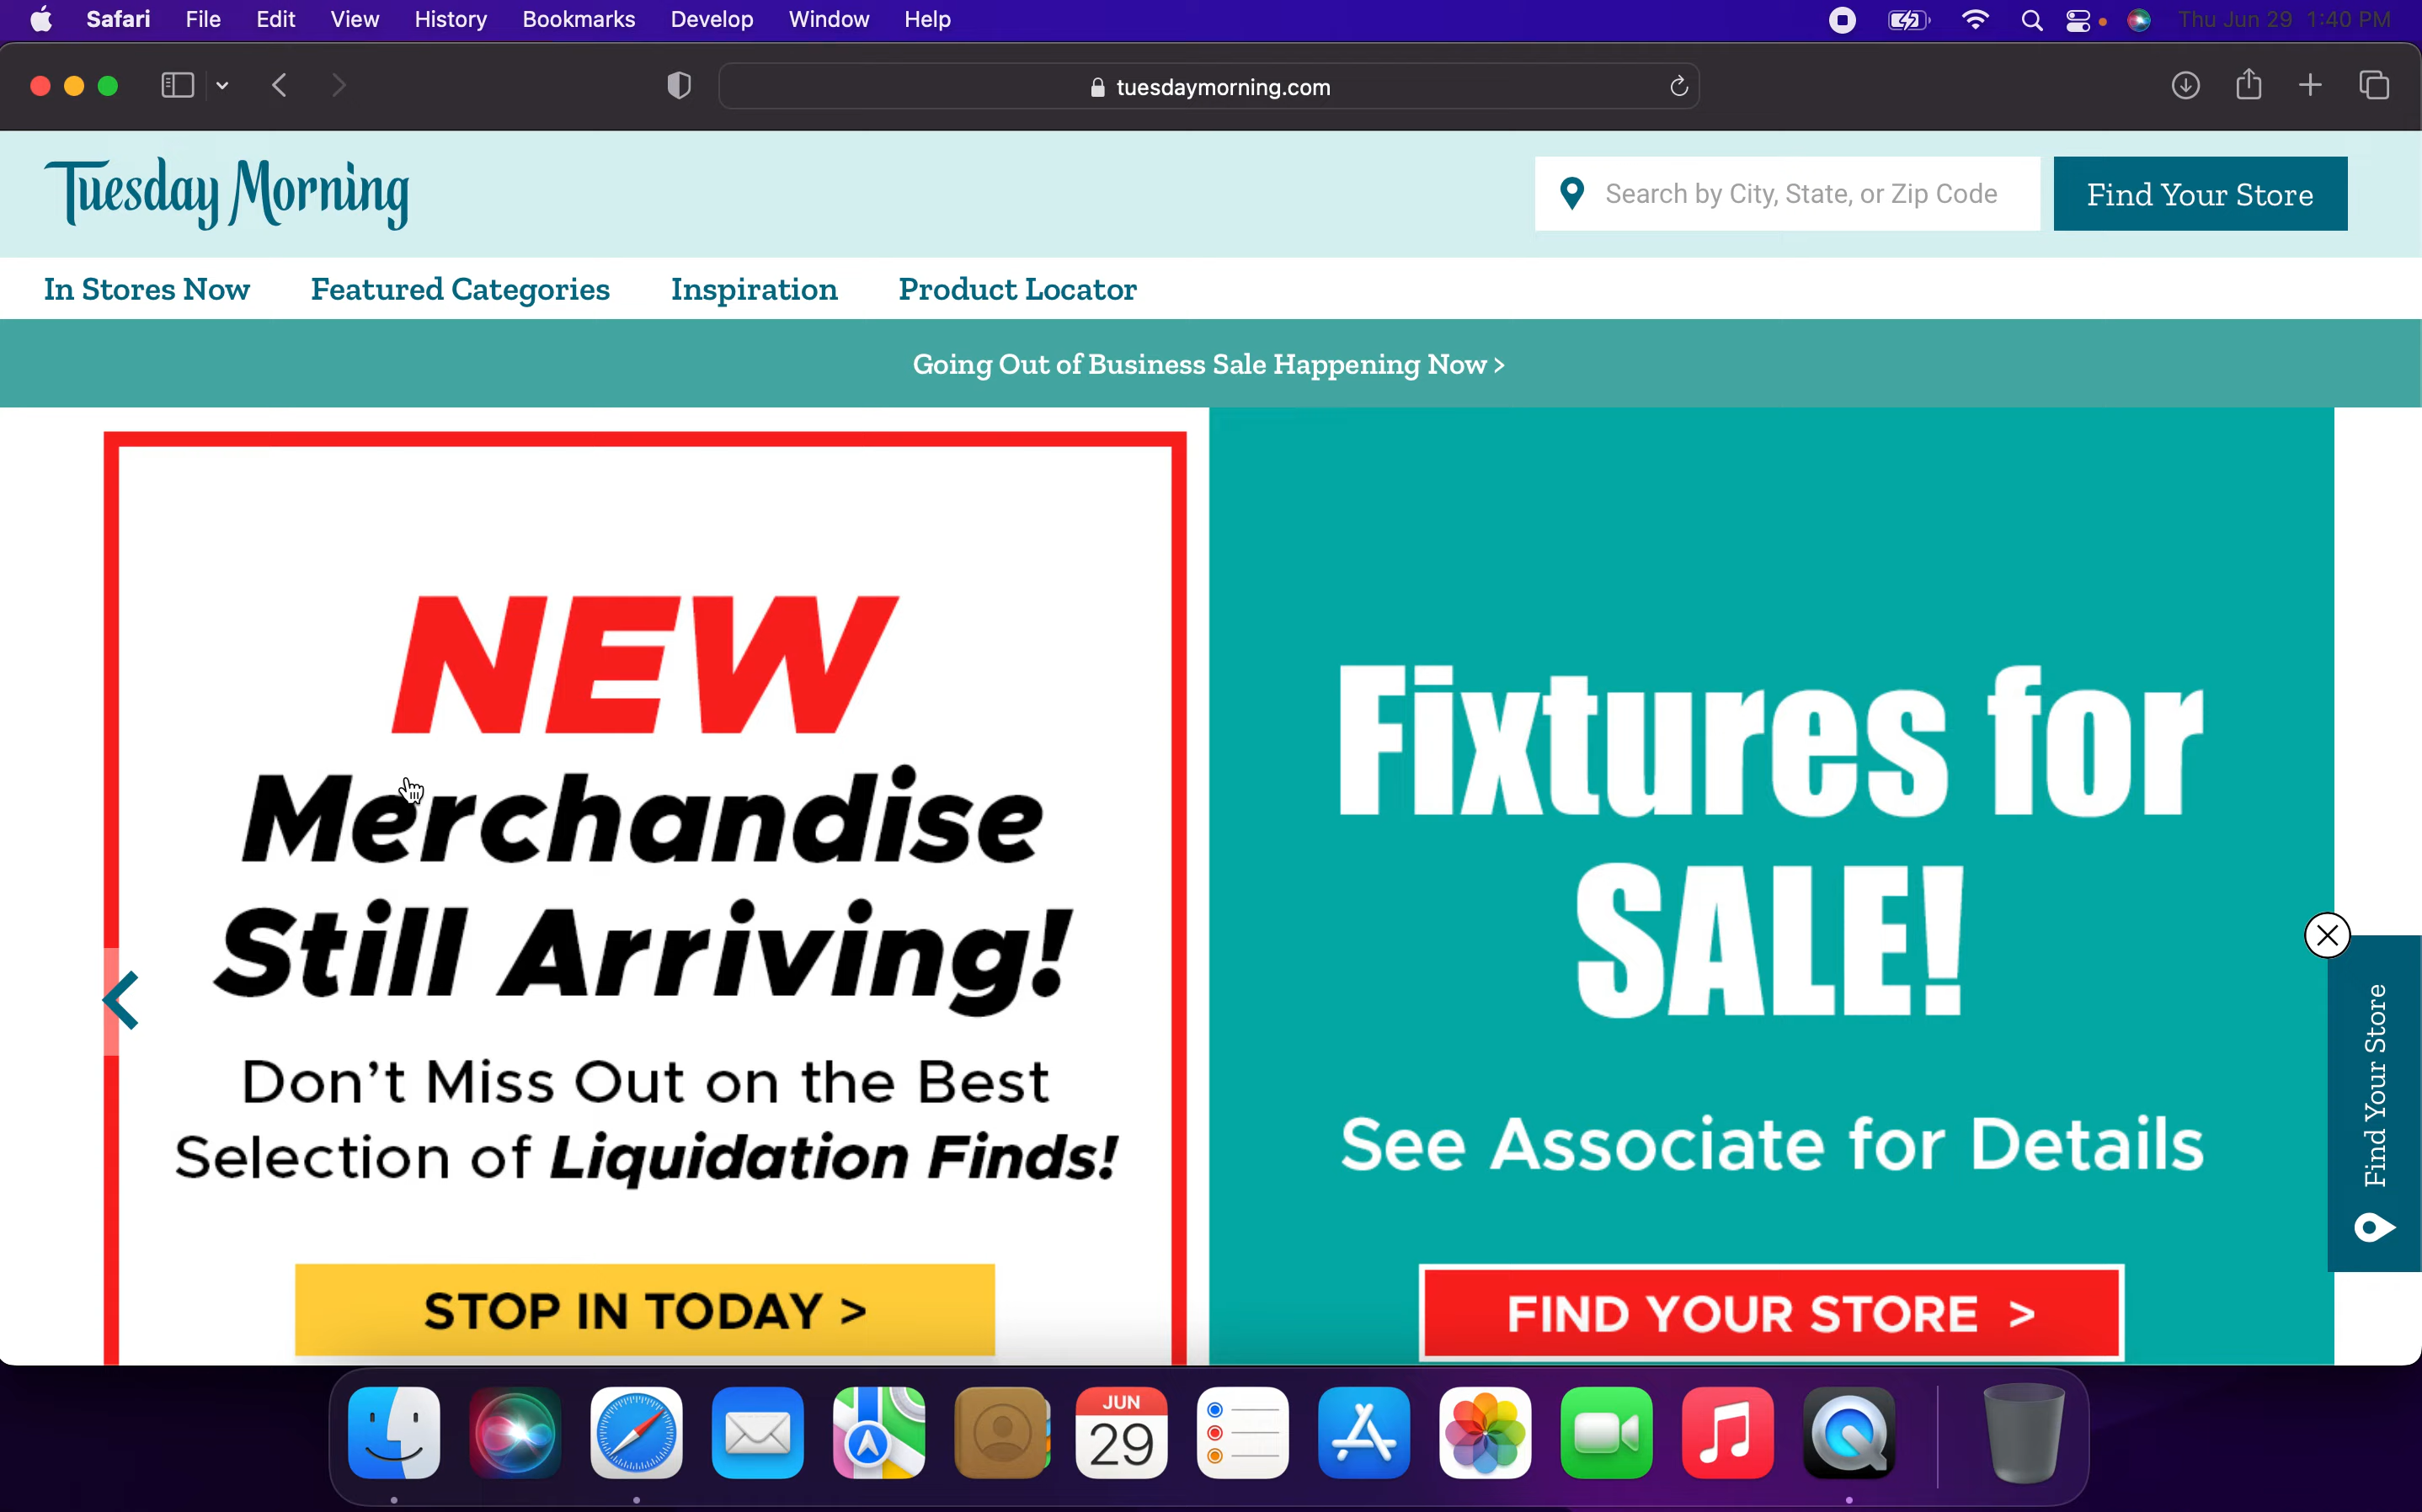 Safari File Edit View History Bookmarks Develop Window Help Thu Jun 29 1:40 PM
tuesdaymorning.com
Tuesday Morning
Search by City, State, or Zip Code
Find Your Store
In Stores Now Featured Categories Inspiration Product Locator
Going Out of Business Sale Happening Now >
NEW
Merchandise
Still Arriving!
Don't Miss Out on the Best
Selection of Liquidation Finds!
STOP IN TODAY >
Fixtures for
SALE!
See Associate for Details
FIND YOUR STORE >
Find Your Store
JUN
29